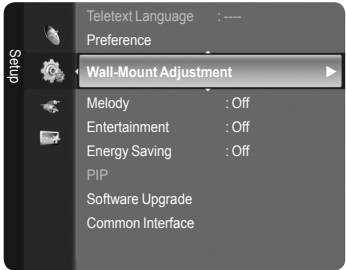 Setup
Teletext Language : ----
Preference
Wall-Mount Adjustment
Melody : Off
Entertainment : Off
Energy Saving : Off
PIP
Software Upgrade
Common Interface